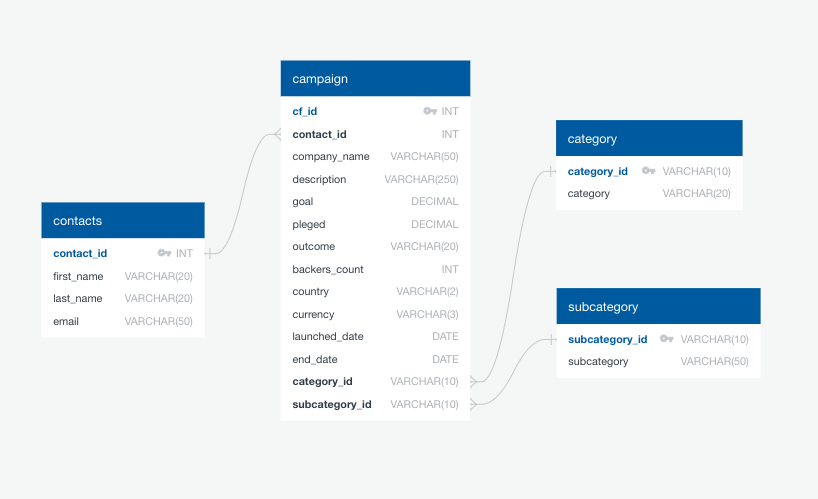 campaign
cf_id INT
contact_id INT
company_name VARCHAR(50)
description VARCHAR(250)
goal DECIMAL
pleged DECIMAL
outcome VARCHAR(20)
backers_count INT
country VARCHAR(2)
currency VARCHAR(3)
launched_date DATE
end_date DATE
category_id VARCHAR(10)
subcategory_id VARCHAR(10)
category
category_id VARCHAR(10)
category VARCHAR(20)
contacts
contact_id INT
first_name VARCHAR(20)
last_name VARCHAR(20)
email VARCHAR(50)
subcategory
subcategory_id VARCHAR(10)
subcategory VARCHAR(50)